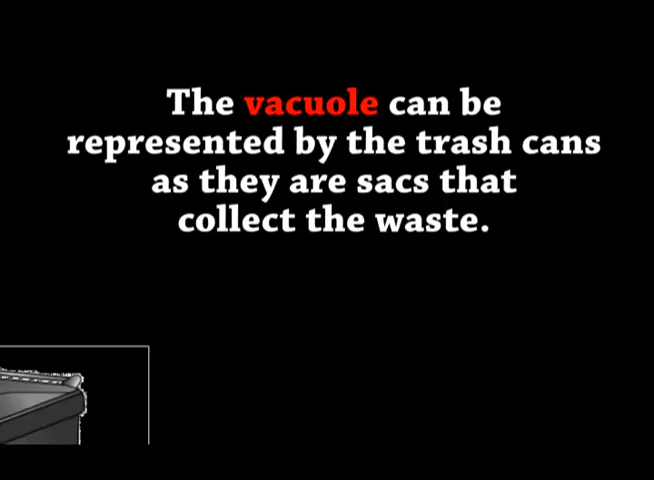 The vacuole can be
represented by the trash cans
as they are sacs that
collect the waste.